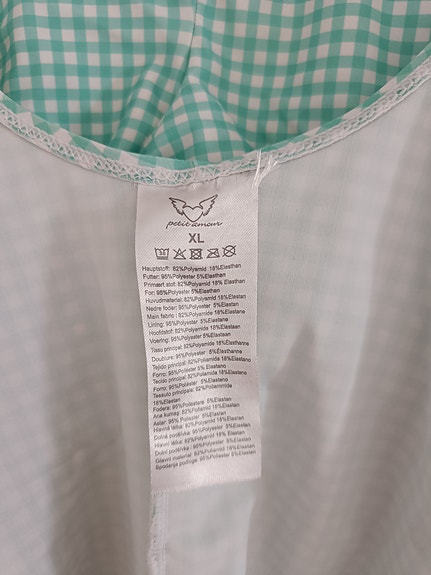 petit amour
XL
30
Hauptstoff: 82%Polyamid 18%Elasthan
Futter: 95%Polyester 5%Elasthan
Primært stof: 82%Polyamid 18% Elasthan
For: 95%Polyester 5%Elasthan
Huvudmaterial: 82%Polyamid 18% Elastan
Nedre foder: 95%Polyester 5%Elastan
Main fabric : 82%Polyamide 18%Elastane
Lining: 95%Polyester 5%Elastane
Hoofdstof: 82%Polyamide 18%Elastaan
Voering: 95%Polyester 5%Elastaan
Tissu principal: 82%Polyamide 18%Élasthanne
Doublure: 95%Polyester 5%Élasthanne
Tejido principal: 82%Poliamida 18%Elastano
Forro: 95%Poliéster 5% Elastano
Tecido principal: 82%Poliamida 18%Elastano
Forro: 95%Poliéster 5%Elastano
Tessuto principale: 82%Poliammide
18%Elastan
Fodera: 95%Poliestere 5%Elastan
Ana kumaş: 82%Poliamid 18%Elastan
Astar: 95%Polyester 5%Elastan
Hlavná látka: 82%Polyamid 18%Elastan
Dolná podšívka: 95%Polyester 5%Elastan
Hlavní materiál: 82%Polyamid 18% Elastan
Dolní podšívka : 95%Polyester 5%Elastan
Glavni material: 82%Poliamid 18%Elastan
Spodnja podloga: 95%Poliester 5%Elastan